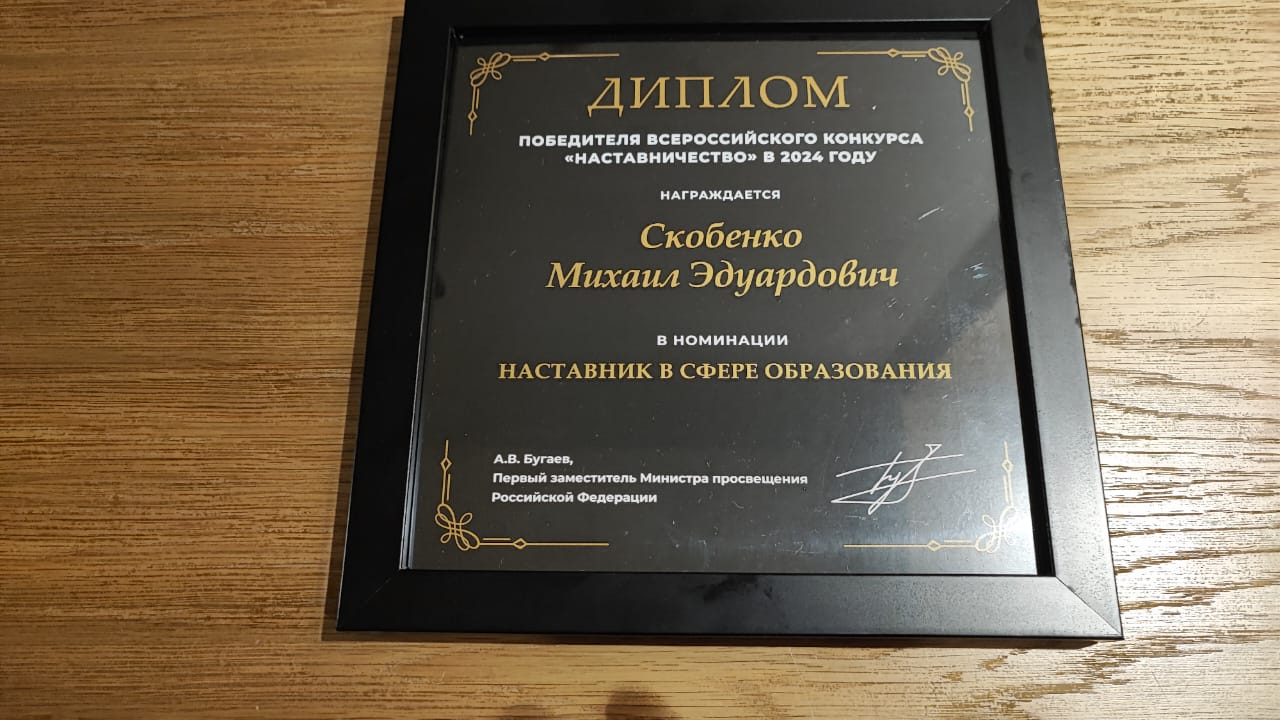 ДИПЛОМ
ПОБЕДИТЕЛЯ ВСЕРОССИЙСКОГО КОНКУРСА
«НАСТАВНИЧЕСТВО» В 2024 ГОДУ
НАГРАЖДАЕТСЯ
Скобенко
Михаил Эдуардович
В НОМИНАЦИИ
НАСТАВНИК В СФЕРЕ ОБРАЗОВАНИЯ
А.В. Бугаев,
Первый заместитель Министра просвещения
Российской Федерации